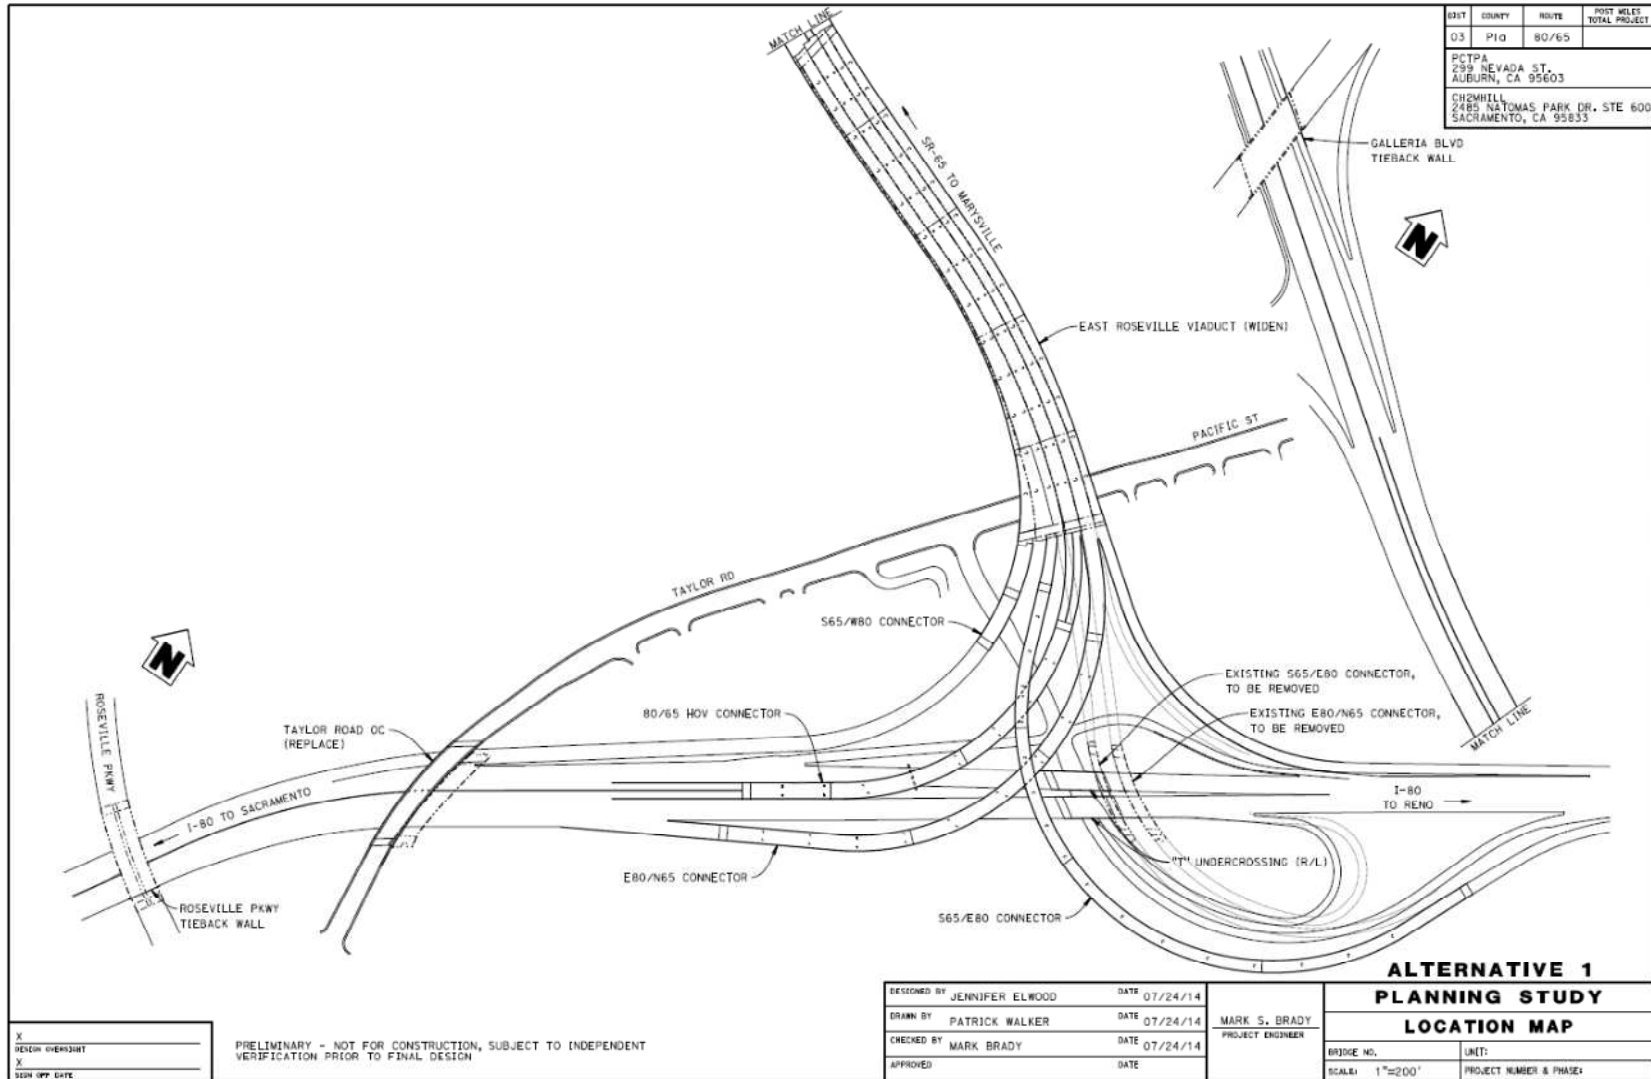 DIST COUNTY ROUTE POST MILES
TOTAL PROJECT
03 Pla 80/65
PCTPA
299 NEVADA ST.
AUBURN, CA 95603
CH2MHILL
2485 NATOMAS PARK DR. STE 600
SACRAMENTO, CA 95833
MATCH LINE
SR-65 TO MARYSVILLE
GALLERIA BLVD
TIEBACK WALL
N
EAST ROSEVILLE VIADUCT (WIDEN)
PACIFIC ST
TAYLOR RD
S65/W80 CONNECTOR
N
EXISTING S65/E80 CONNECTOR,
TO BE REMOVED
EXISTING E80/N65 CONNECTOR,
TO BE REMOVED
MATCH LINE
ROSEVILLE PKWY
TAYLOR ROAD OC
(REPLACE)
80/65 HOV CONNECTOR
I-80 TO SACRAMENTO
I-80
TO RENO
"T" UNDERCROSSING (R/L)
E80/N65 CONNECTOR
ROSEVILLE PKWY
TIEBACK WALL
S65/E80 CONNECTOR
ALTERNATIVE 1
PLANNING STUDY
LOCATION MAP
DESIGNED BY JENNIFER ELWOOD DATE 07/24/14
DRAWN BY PATRICK WALKER DATE 07/24/14
CHECKED BY MARK BRADY DATE 07/24/14
APPROVED DATE
MARK S. BRADY
PROJECT ENGINEER
BRIDGE NO. UNIT:
SCALE: 1"=200' PROJECT NUMBER & PHASE:
X
DESIGN OVERSIGHT
X
SIGN OFF DATE
PRELIMINARY - NOT FOR CONSTRUCTION, SUBJECT TO INDEPENDENT
VERIFICATION PRIOR TO FINAL DESIGN